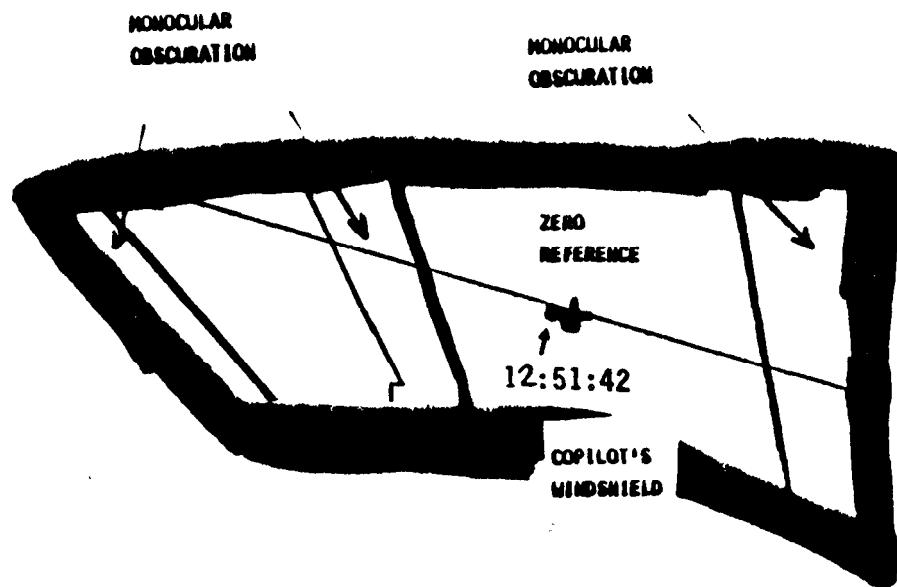 MONOCULAR
OBSCURATION
MONOCULAR
OBSCURATION
ZERO
REFERENCE
12:51:42
COPILOT'S
WINDSHIELD